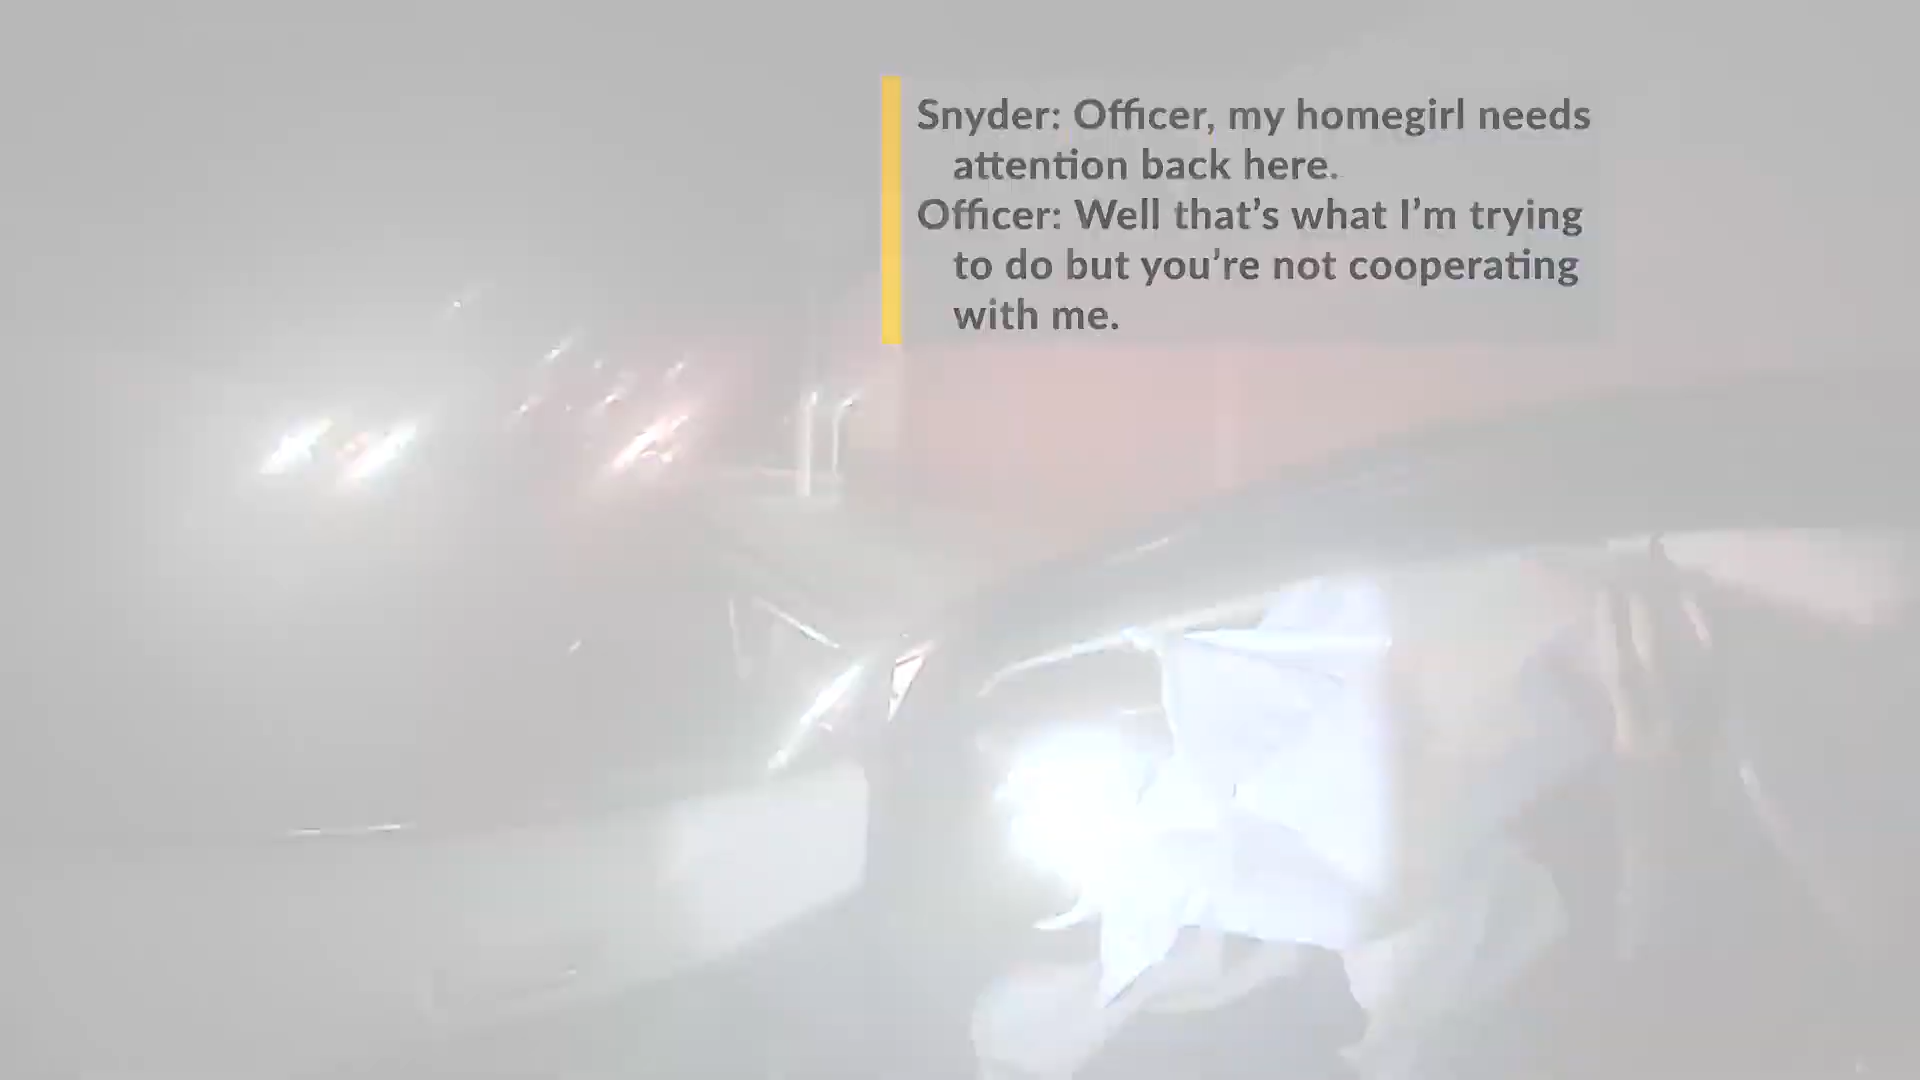 Snyder: Officer, my homegirl needs
attention back here.
Officer: Well that’s what I’m trying
to do but you’re not cooperating
with me.